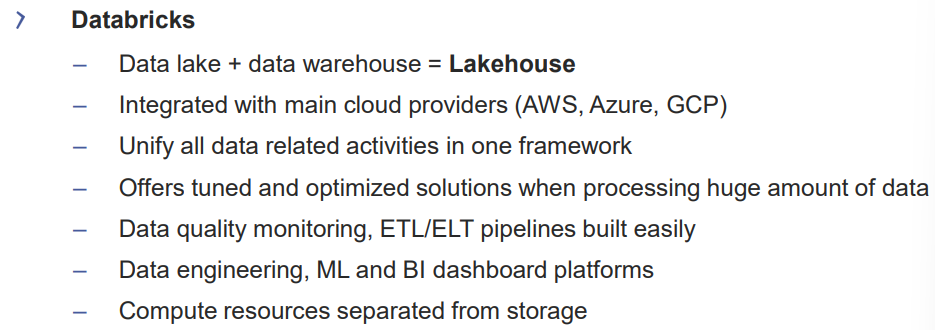 > Databricks
– Data lake + data warehouse = Lakehouse
– Integrated with main cloud providers (AWS, Azure, GCP)
– Unify all data related activities in one framework
– Offers tuned and optimized solutions when processing huge amount of data
– Data quality monitoring, ETL/ELT pipelines built easily
– Data engineering, ML and BI dashboard platforms
– Compute resources separated from storage